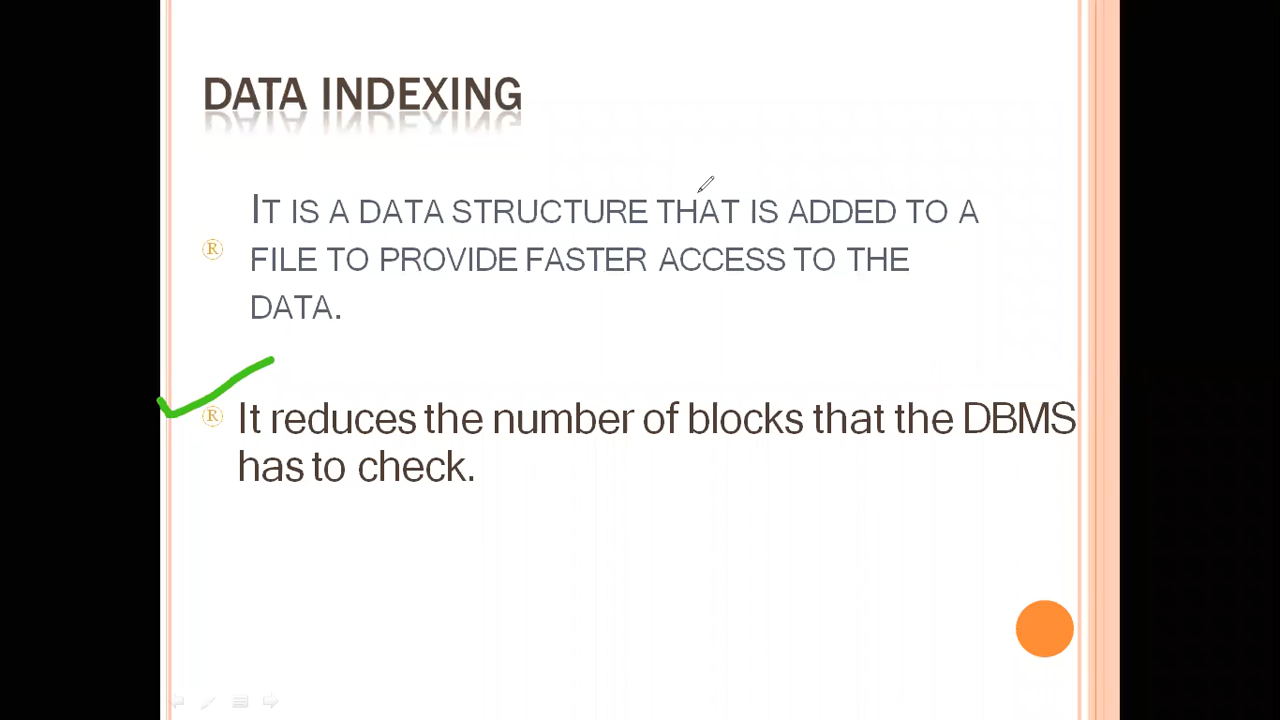 DATA INDEXING
IT IS A DATA STRUCTURE THAT IS ADDED TO A
® FILE TO PROVIDE FASTER ACCESS TO THE
DATA.
® It reduces the number of blocks that the DBMS
has to check.